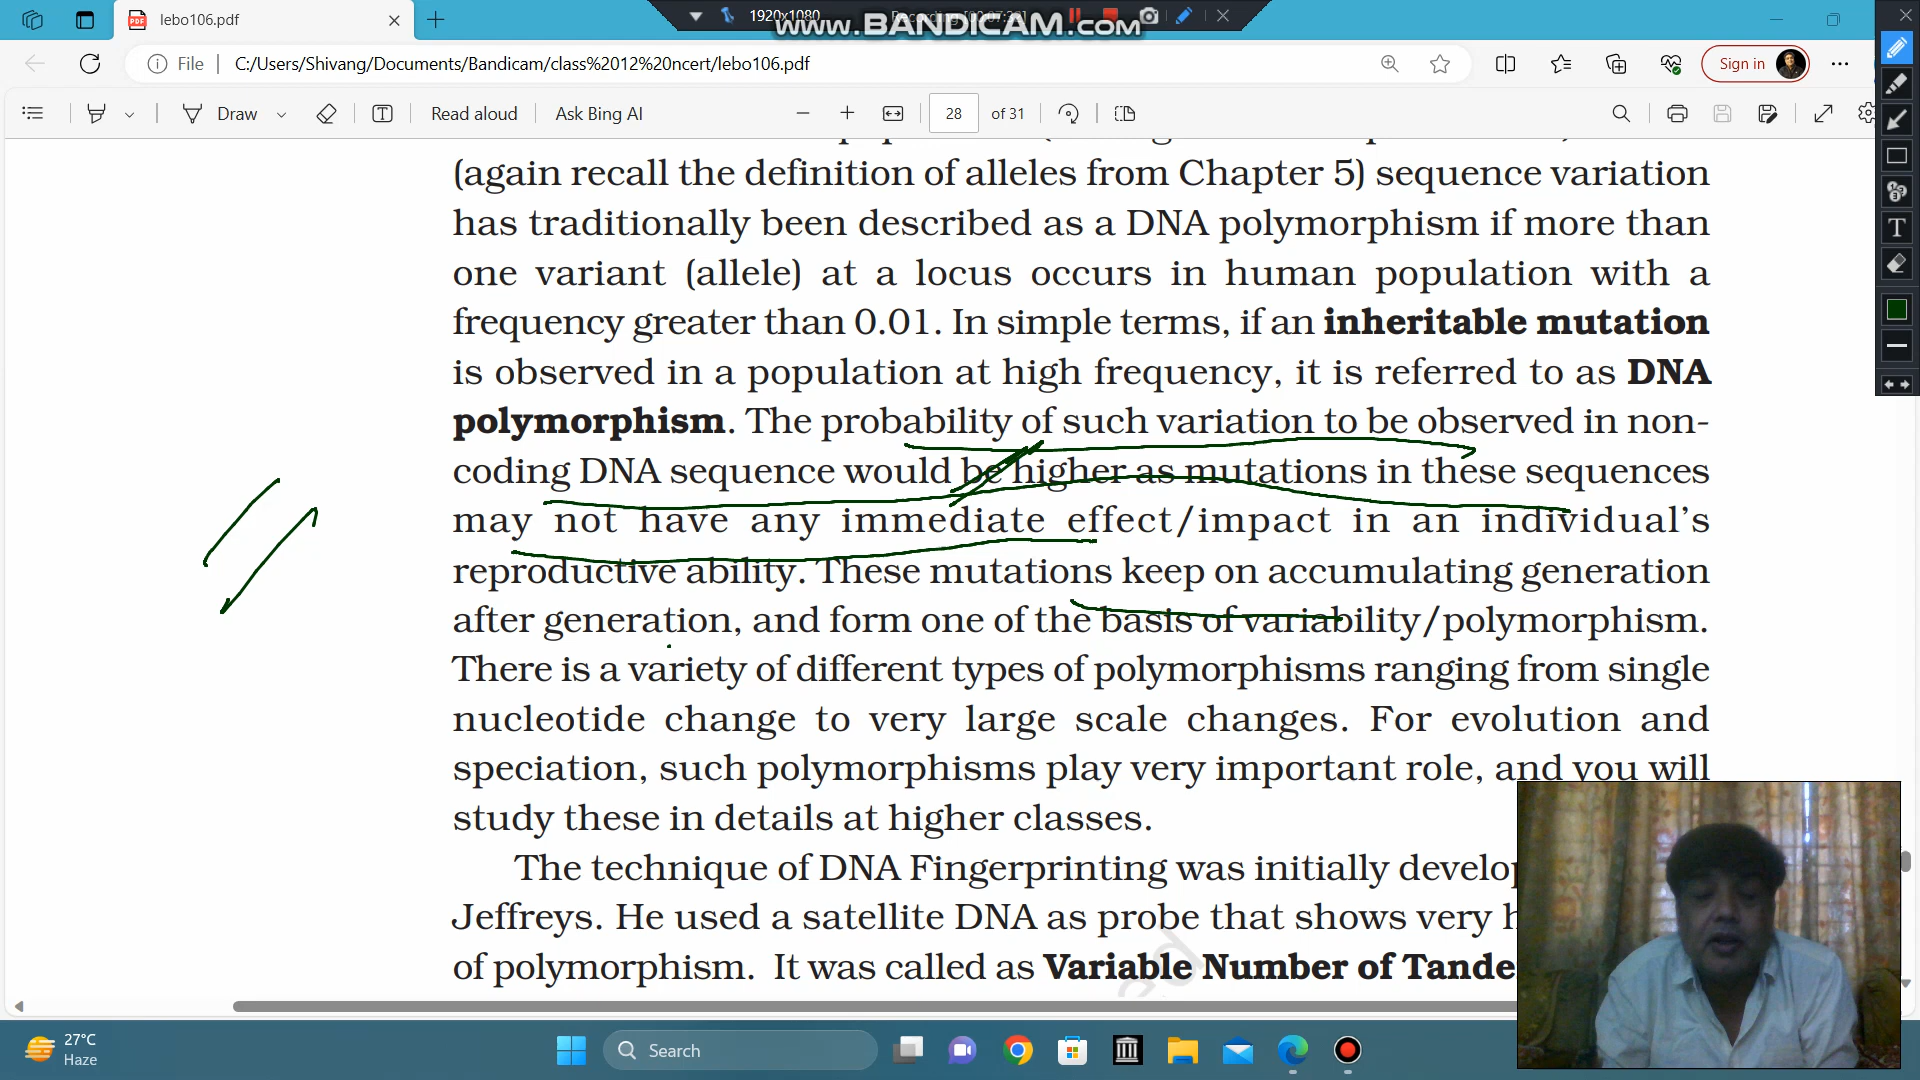 lebo106.pdf
1920x1080
Recording [00:07:39]
www.BANDICAM.com
File
C:/Users/Shivang/Documents/Bandicam/class%2012%20ncert/lebo106.pdf
Sign in
Draw
Read aloud
Ask Bing AI
28
of 31
(again recall the definition of alleles from Chapter 5) sequence variation
has traditionally been described as a DNA polymorphism if more than
one variant (allele) at a locus occurs in human population with a
frequency greater than 0.01. In simple terms, if an inheritable mutation
is observed in a population at high frequency, it is referred to as DNA
polymorphism. The probability of such variation to be observed in non-
coding DNA sequence would be higher as mutations in these sequences
may not have any immediate effect/impact in an individual's
reproductive ability. These mutations keep on accumulating generation
after generation, and form one of the basis of variability/polymorphism.
There is a variety of different types of polymorphisms ranging from single
nucleotide change to very large scale changes. For evolution and
speciation, such polymorphisms play very important role, and you will
study these in details at higher classes.
The technique of DNA Fingerprinting was initially develop
Jeffreys. He used a satellite DNA as probe that shows very h
of polymorphism. It was called as Variable Number of Tande
27°C
Haze
Search